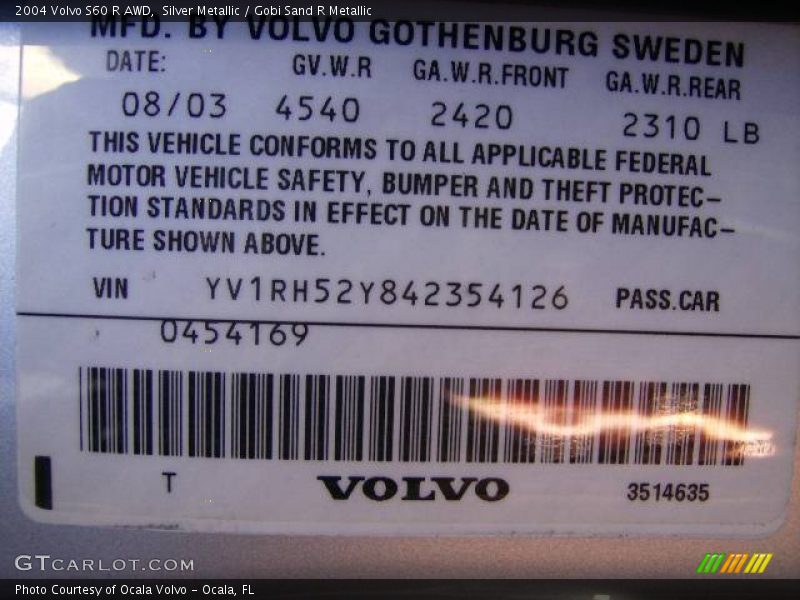 2004 Volvo S60 R AWD, Silver Metallic / Gobi Sand R Metallic
MFD. BY VOLVO GOTHENBURG SWEDEN
DATE: GV.W.R GA.W.R.FRONT GA.W.R.REAR
08/03 4540 2420 2310 LB
THIS VEHICLE CONFORMS TO ALL APPLICABLE FEDERAL
MOTOR VEHICLE SAFETY, BUMPER AND THEFT PROTEC-
TION STANDARDS IN EFFECT ON THE DATE OF MANUFAC-
TURE SHOWN ABOVE.
VIN YV1RH52Y842354126 PASS.CAR
0454169
T VOLVO 3514635
GTCARLOT.COM
Photo Courtesy of Ocala Volvo - Ocala, FL